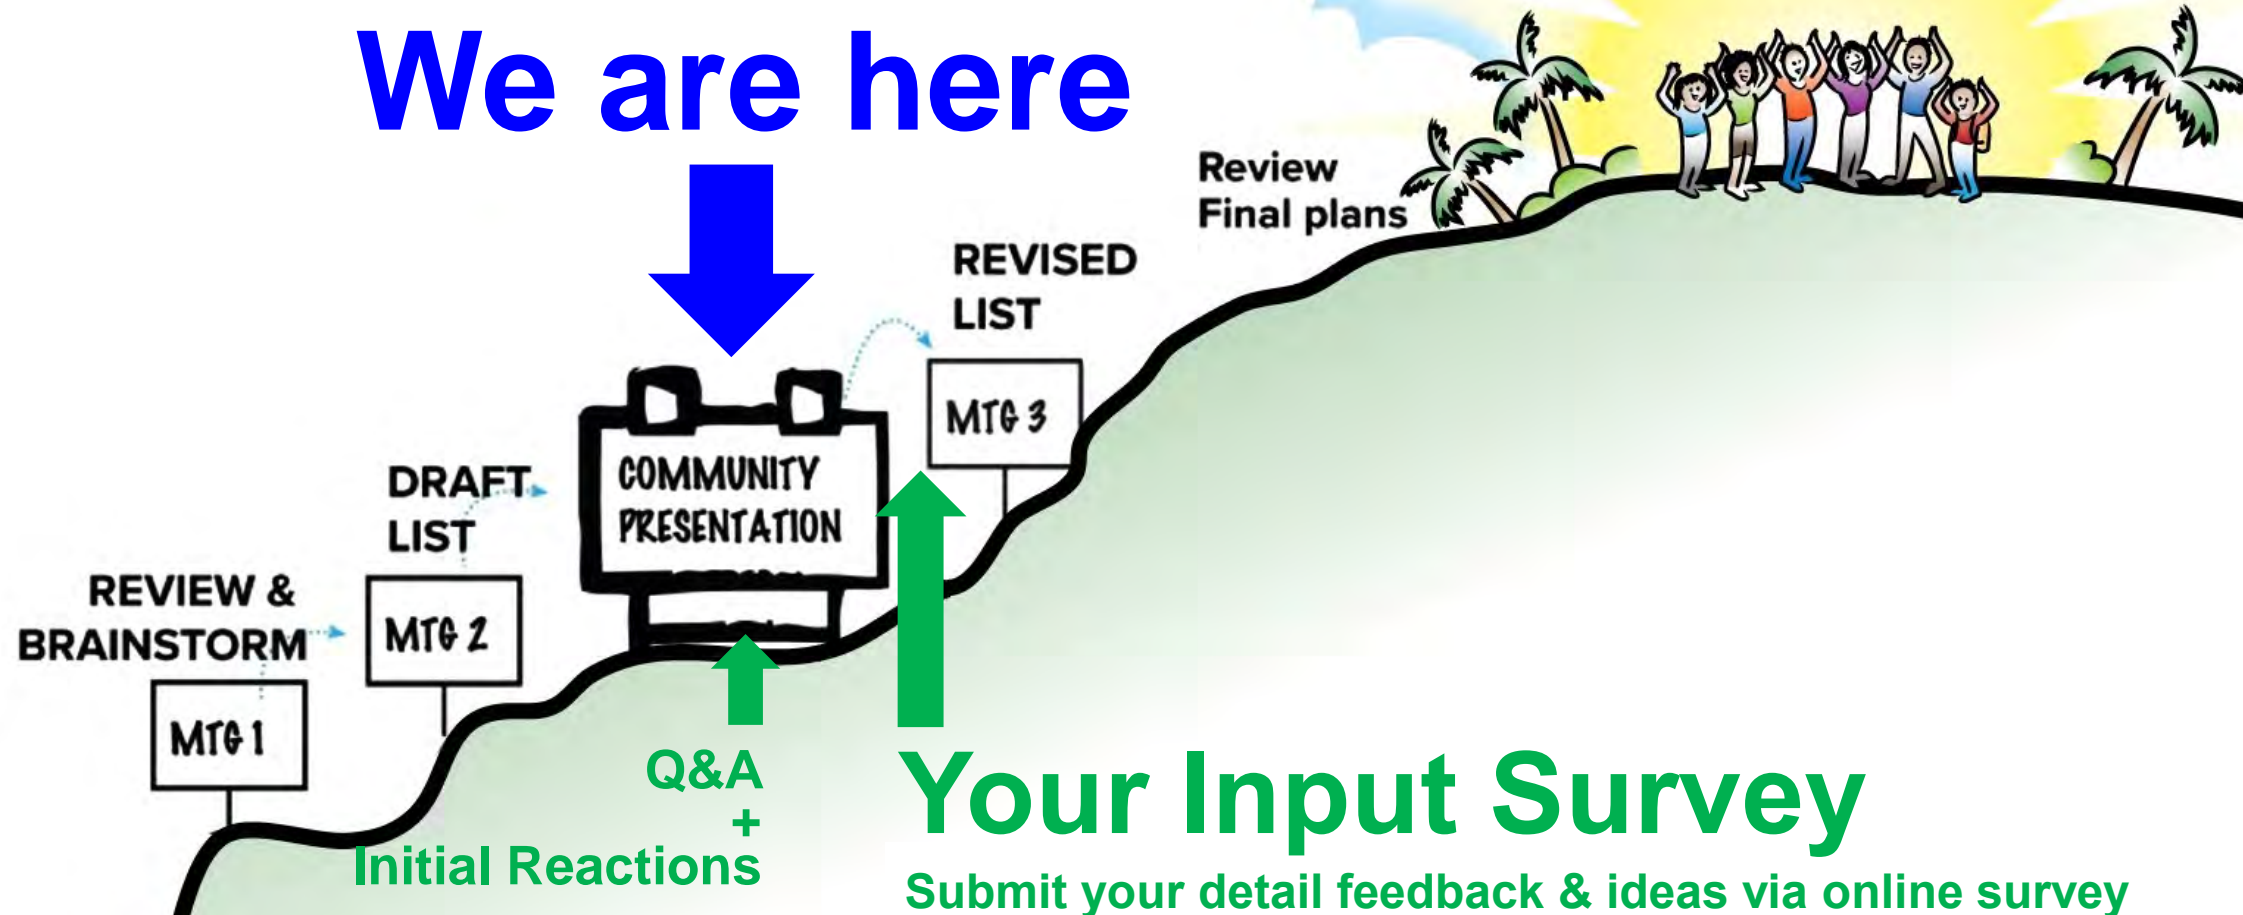 We are here
Review
Final plans
REVISED
LIST
MTG 3
COMMUNITY
PRESENTATION
DRAFT
LIST
MTG 2
REVIEW &
BRAINSTORM
MTG 1
Q&A
+
Initial Reactions
Your Input Survey
Submit your detail feedback & ideas via online survey